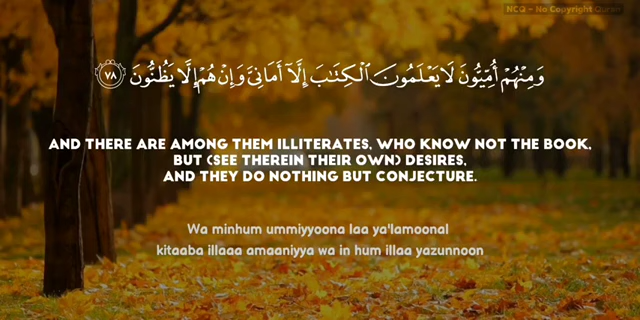 NCQ - No Copyright Quran
وَمِنْهُمْ أُمِّيُّونَ لَا يَعْلَمُونَ ٱلْكِتَـٰبَ إِلَّآ أَمَانِىَّ وَإِنْ هُمْ إِلَّا يَظُنُّونَ ٧٨
AND THERE ARE AMONG THEM ILLITERATES, WHO KNOW NOT THE BOOK,
BUT (SEE THEREIN THEIR OWN) DESIRES,
AND THEY DO NOTHING BUT CONJECTURE.
Wa minhum ummiyyoona laa ya'lamoonal
kitaaba illaaa amaaniyya wa in hum illaa yazunnoon